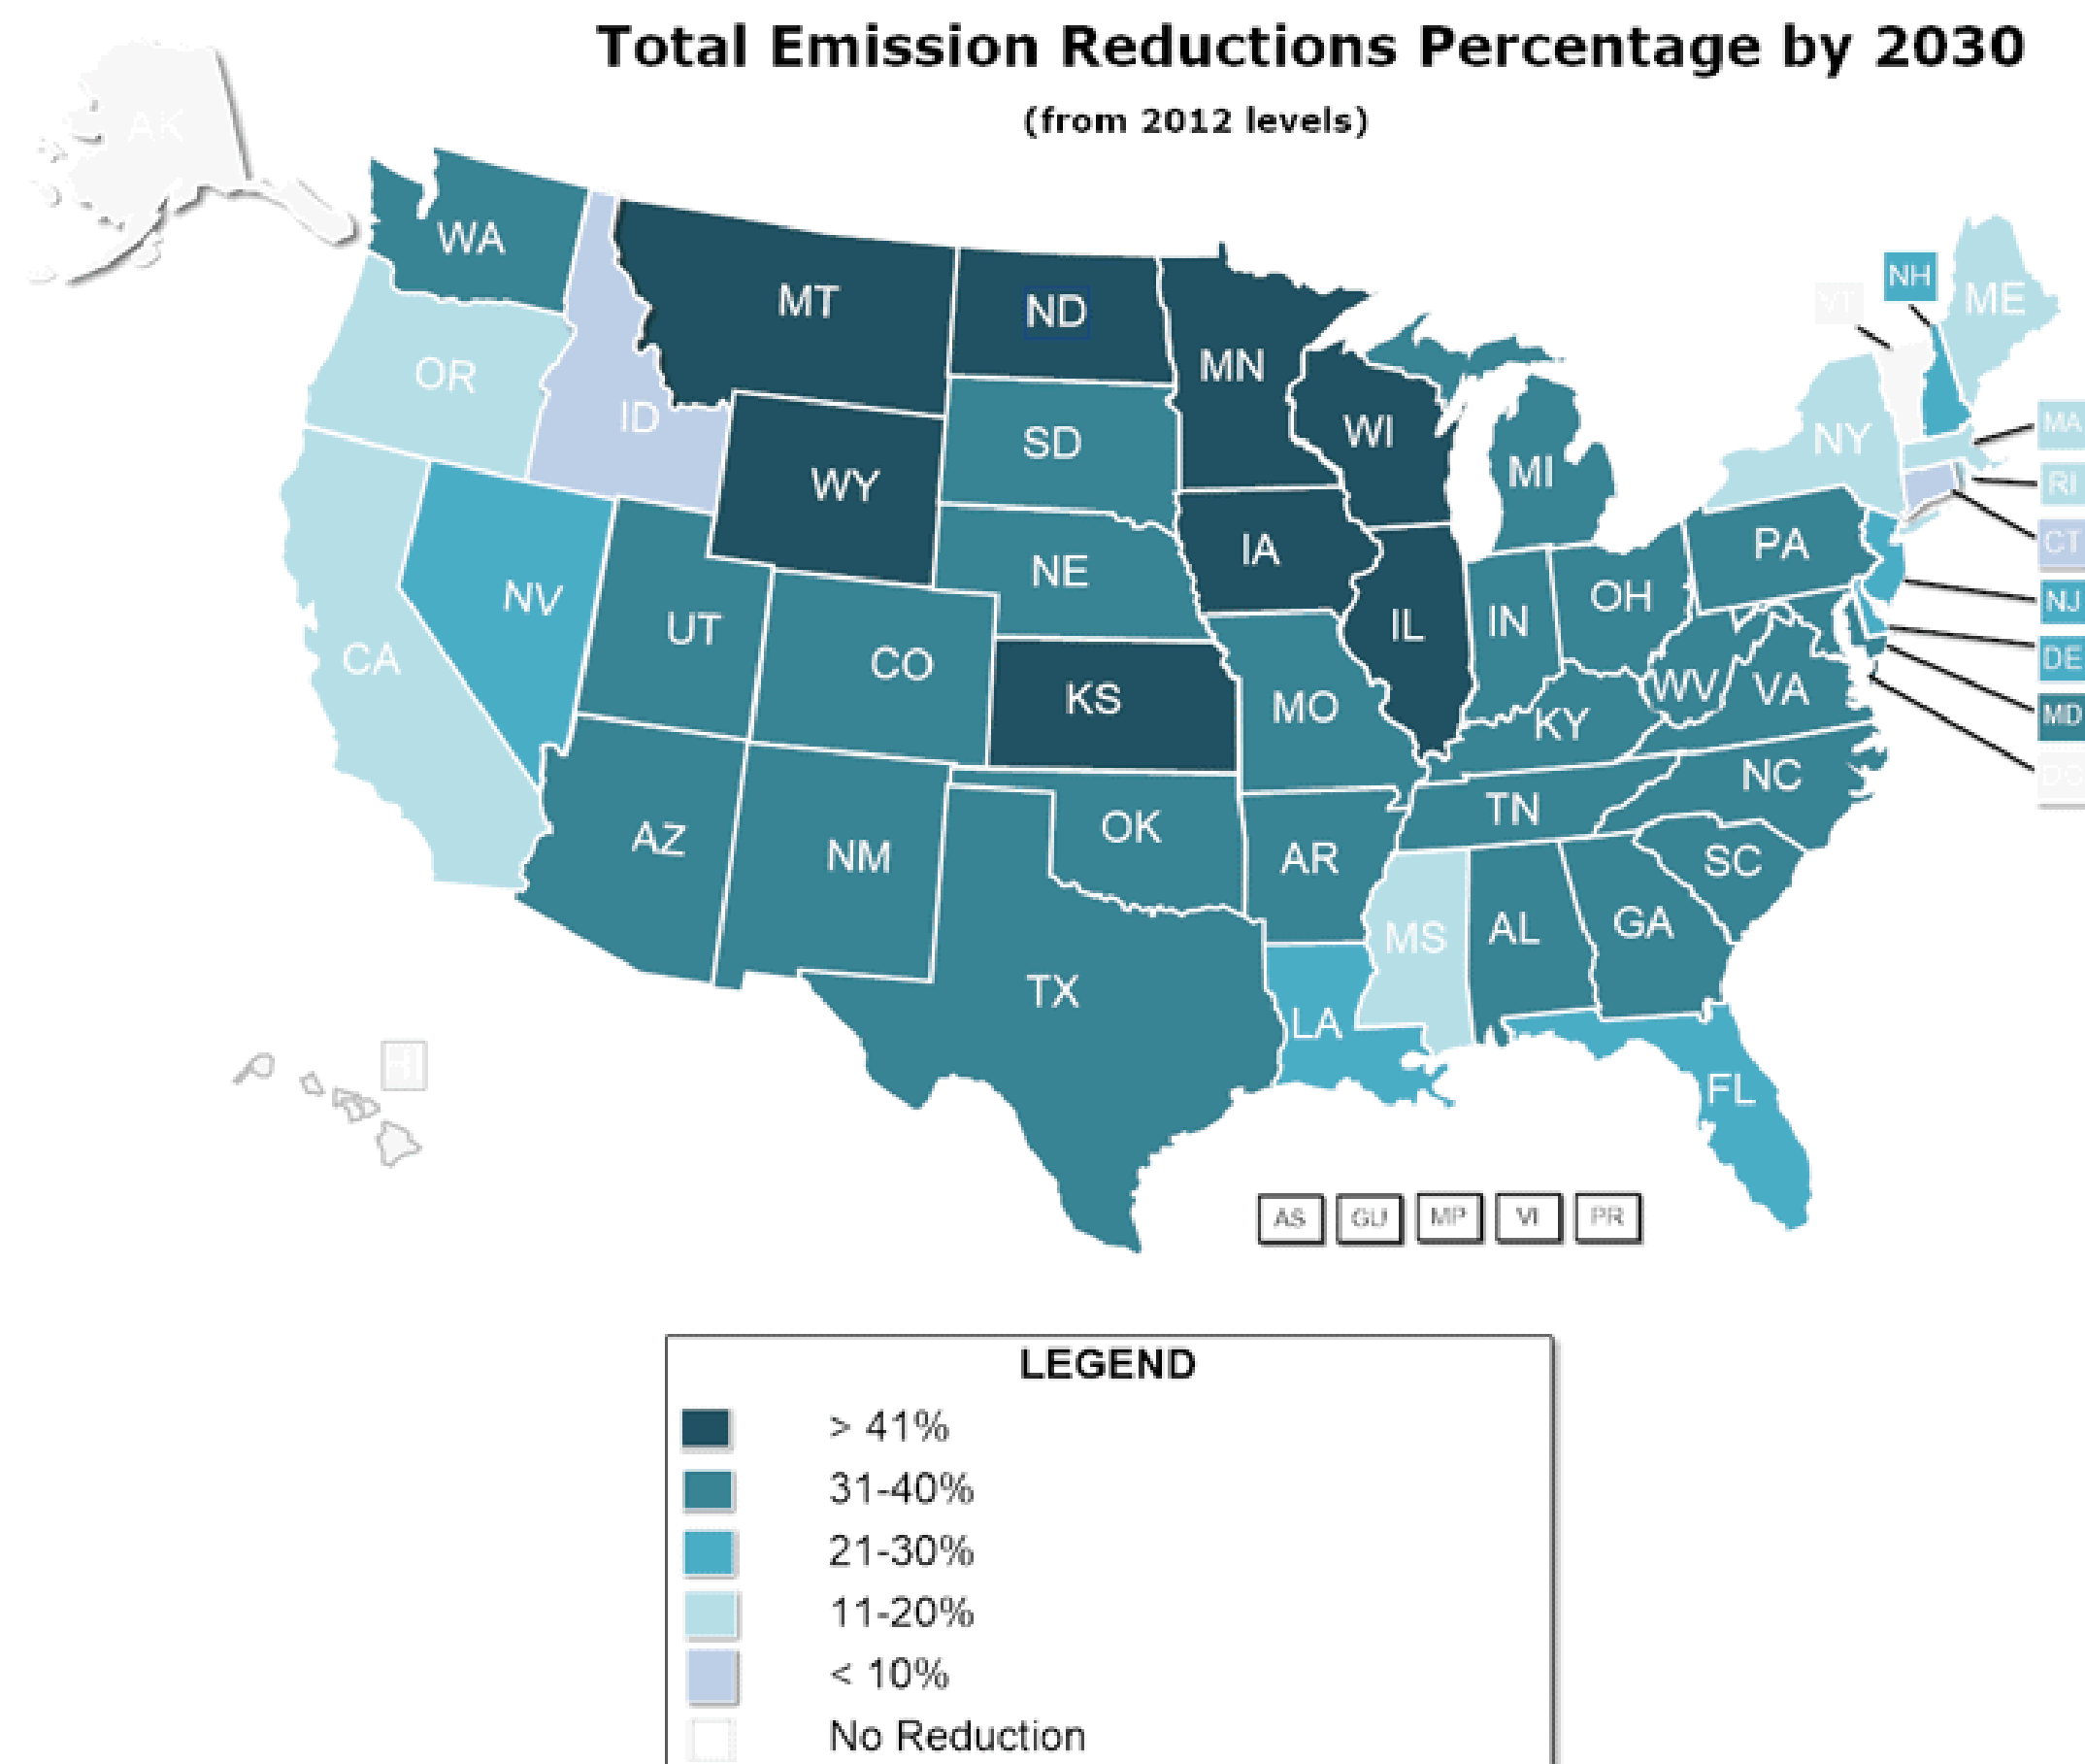 Total Emission Reductions Percentage by 2030
(from 2012 levels)
AK
WA
MT
ND
MN
NH
VT
ME
OR
ID
SD
WI
MI
NY
MA
RI
WY
IA
NE
PA
CT
NV
UT
CO
IL
IN
OH
NJ
CA
KS
MO
WV
VA
DE
KY
MD
NC
DC
AZ
NM
OK
AR
TN
SC
MS
AL
GA
TX
LA
FL
HI
AS GU MP VI PR
LEGEND
> 41%
31-40%
21-30%
11-20%
< 10%
No Reduction